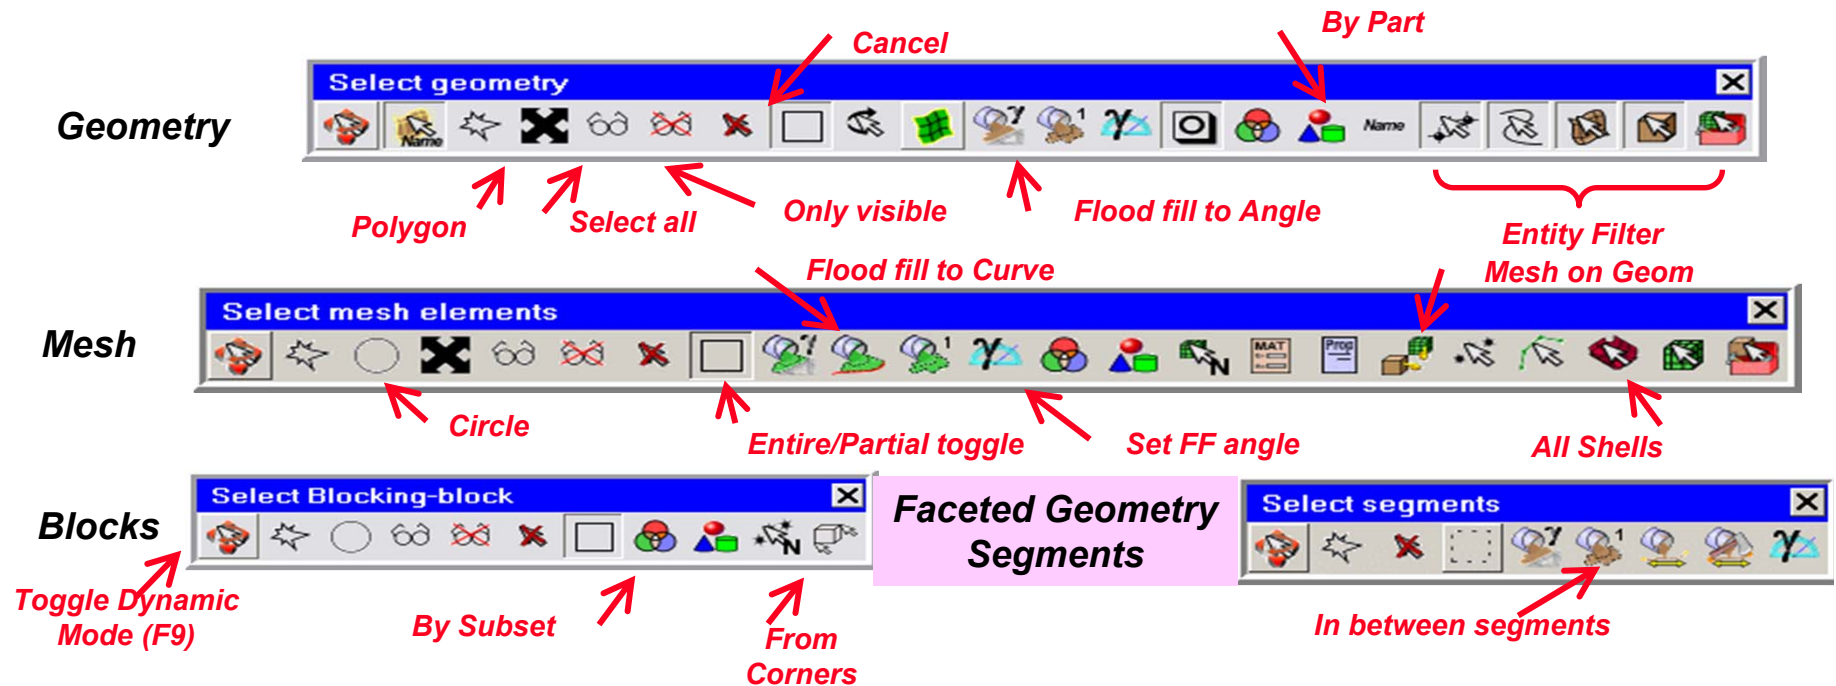 By Part
Cancel
Select geometry
Geometry
Name
γ
1
γ
Name
Polygon
Select all
Only visible
Flood fill to Angle
Entity Filter
Flood fill to Curve
Mesh on Geom
Select mesh elements
Mesh
γ
1
γ
N
MAT
Prop
Circle
Entire/Partial toggle
Set FF angle
All Shells
Select Blocking-block
Faceted Geometry
Segments
Select segments
Blocks
N
γ
1
γ
Toggle Dynamic
Mode (F9)
By Subset
From
Corners
In between segments